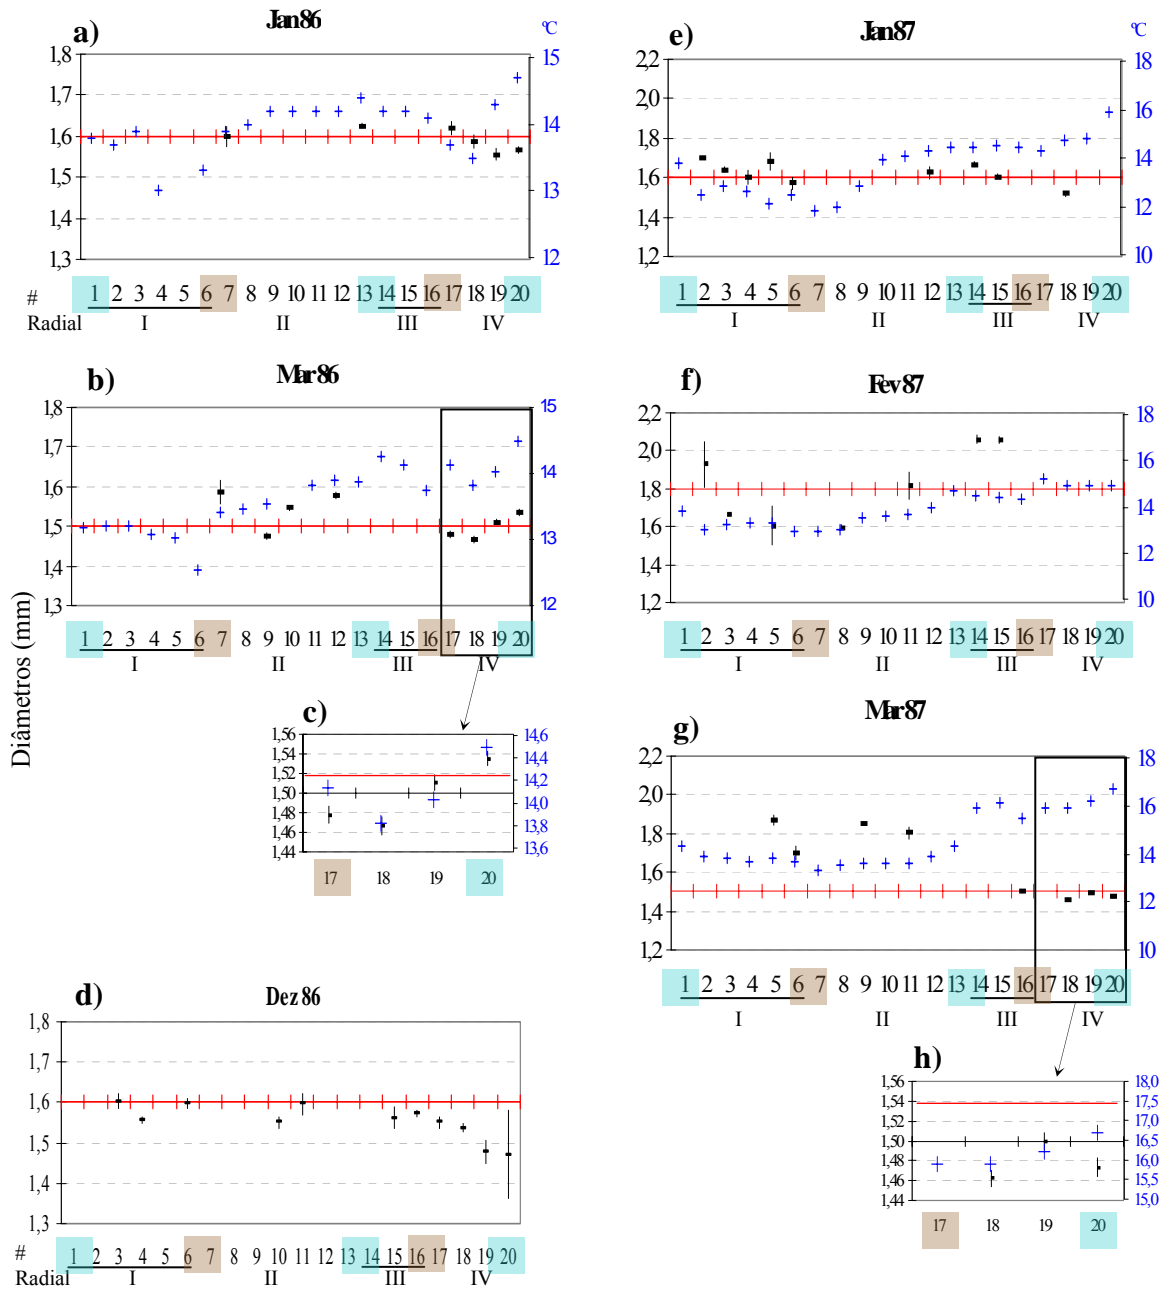 a) Jan86 ºC
1,8 15
1,7
1,6 14
1,5
13
1,4
1,3 12
# 1 2 3 4 5 6 7 8 9 10 11 12 13 14 15 16 17 18 19 20
Radial I II III IV
b) Mar86
1,8 15
1,7
14
1,6
1,5
13
1,4
1,3 12
1 2 3 4 5 6 7 8 9 10 11 12 13 14 15 16 17 18 19 20
I II III IV
Diâmetros (mm)
c)
1,56 14,6
1,54 14,4
1,52 14,2
1,50 14,0
1,48
1,46 13,8
1,44 13,6
17 18 19 20
d) Dez 86
1,8
1,7
1,6
1,5
1,4
1,3
# 1 2 3 4 6 7 8 9 10 11 12 13 14 15 16 17 18 19 20
Radial I II III IV
e) Jan87 ºC
2,2 18
2,0 16
1,8 14
1,6
1,4 12
1,2 10
1 2 3 4 5 6 7 8 9 10 11 12 13 14 15 16 17 18 19 20
I II III IV
f) Fev87
2,2 18
2,0 16
1,8
1,6 14
1,4 12
1,2 10
1 2 3 4 5 6 7 8 9 10 11 12 13 14 15 16 17 18 19 20
I II III IV
g) Mar87
2,2 18
2,0 16
1,8
1,6 14
1,4 12
1,2 10
1 2 3 4 5 6 7 8 9 10 11 12 13 14 15 16 17 18 19 20
I II III IV
h)
1,56 18,0
1,54 17,5
1,52 17,0
1,50 16,5
1,48 16,0
1,46 15,5
1,44 15,0
17 18 19 20